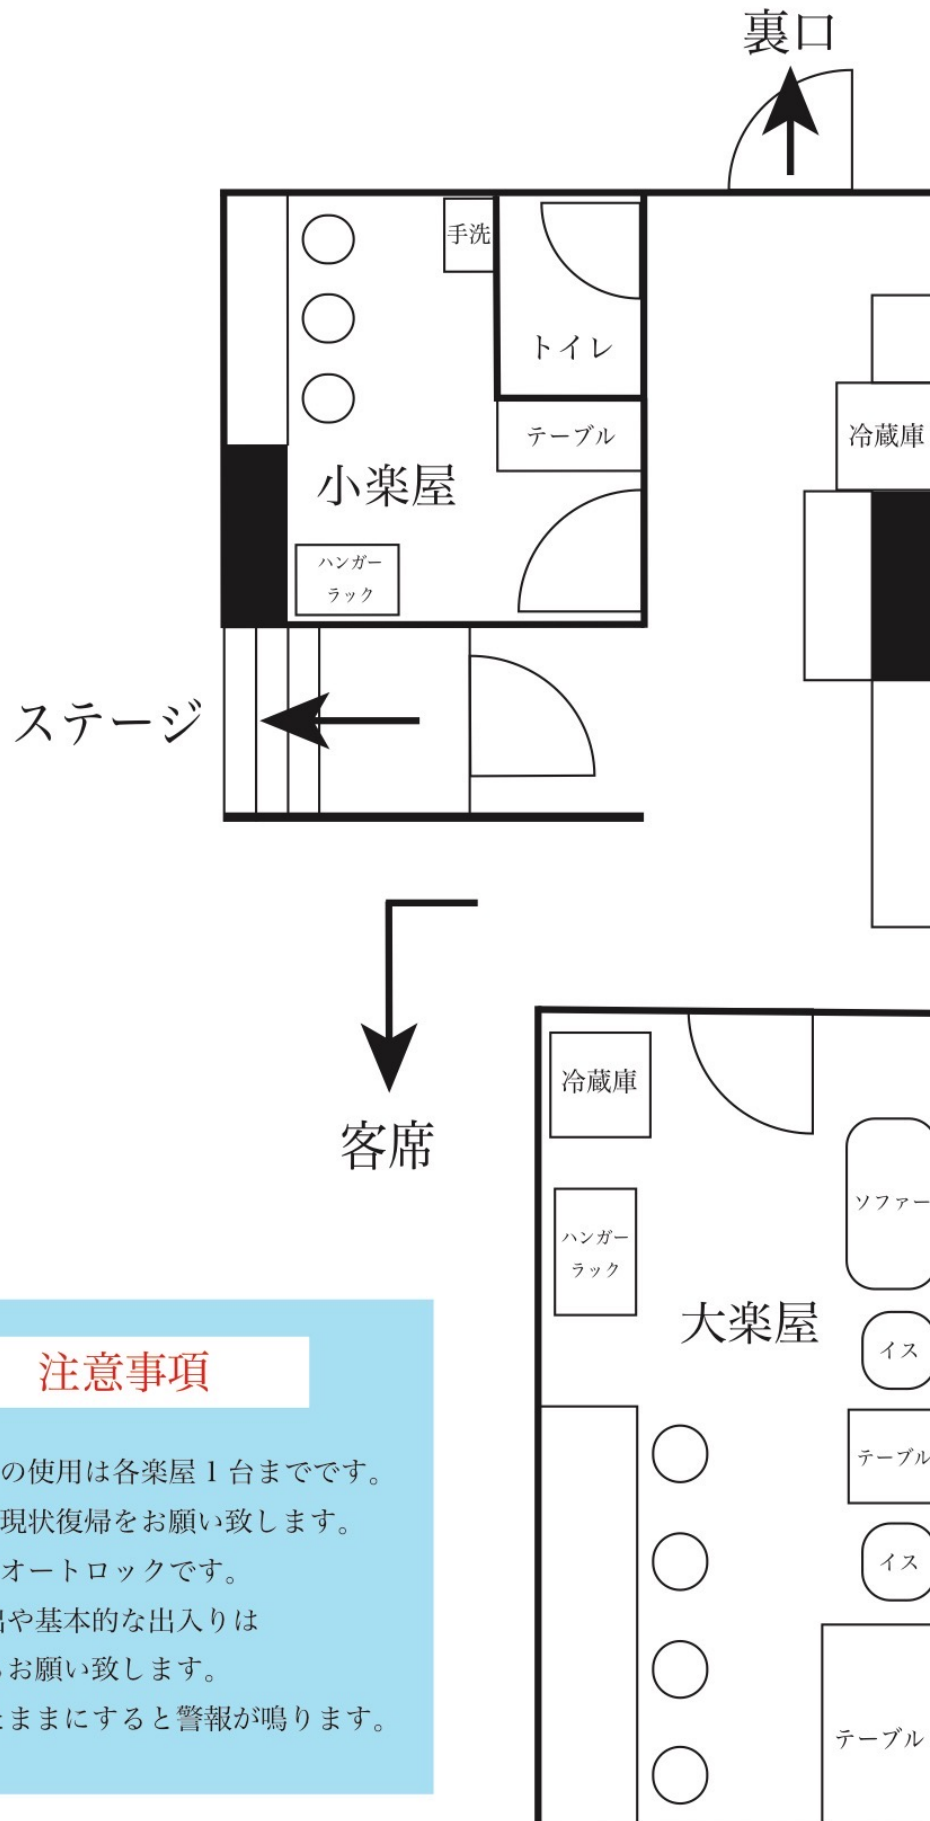 裏口
手洗
トイレ
テーブル
冷蔵庫
小楽屋
ハンガー
ラック
ステージ
客席
冷蔵庫
ソファー
ハンガー
ラック
大楽屋
イス
テーブル
イス
テーブル
注意事項
の使用は各楽屋1台までです。
現状復帰をお願い致します。
オートロックです。
出や基本的な出入りは
らお願い致します。
たままにすると警報が鳴ります。